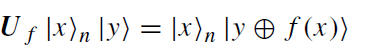 U_f |x⟩_n |y⟩ = |x⟩_n |y ⊕ f(x)⟩